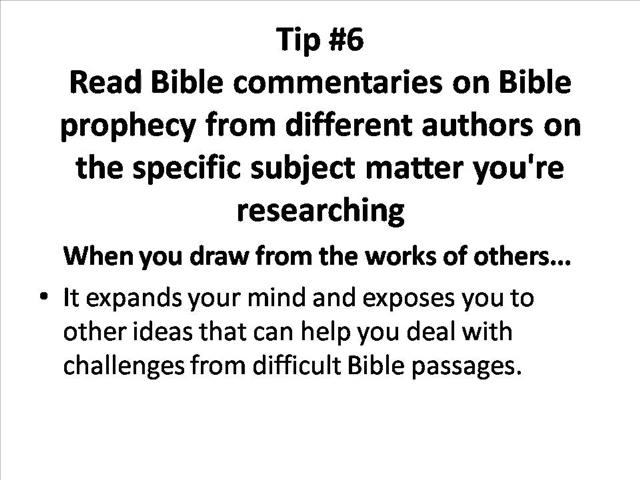 Tip #6
Read Bible commentaries on Bible
prophecy from different authors on
the specific subject matter you're
researching
When you draw from the works of others...
• It expands your mind and exposes you to
other ideas that can help you deal with
challenges from difficult Bible passages.